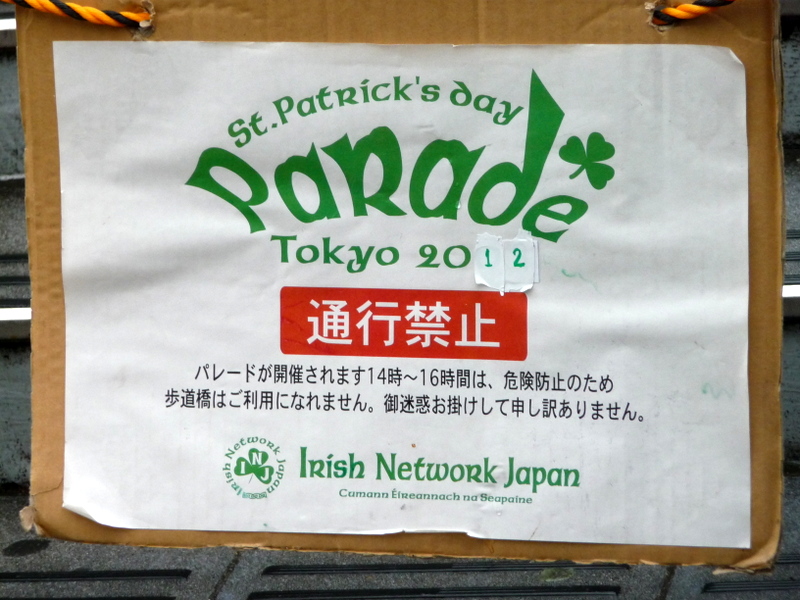 St. Patrick's day
Parade
Tokyo 2012
通行禁止
パレードが開催されます14時～16時間は、危険防止のため
歩道橋はご利用になれません。御迷惑お掛けして申し訳ありません。
Irish Network Japan
INJ
Irish Network Japan
Cumann Éireannach na Seapáine